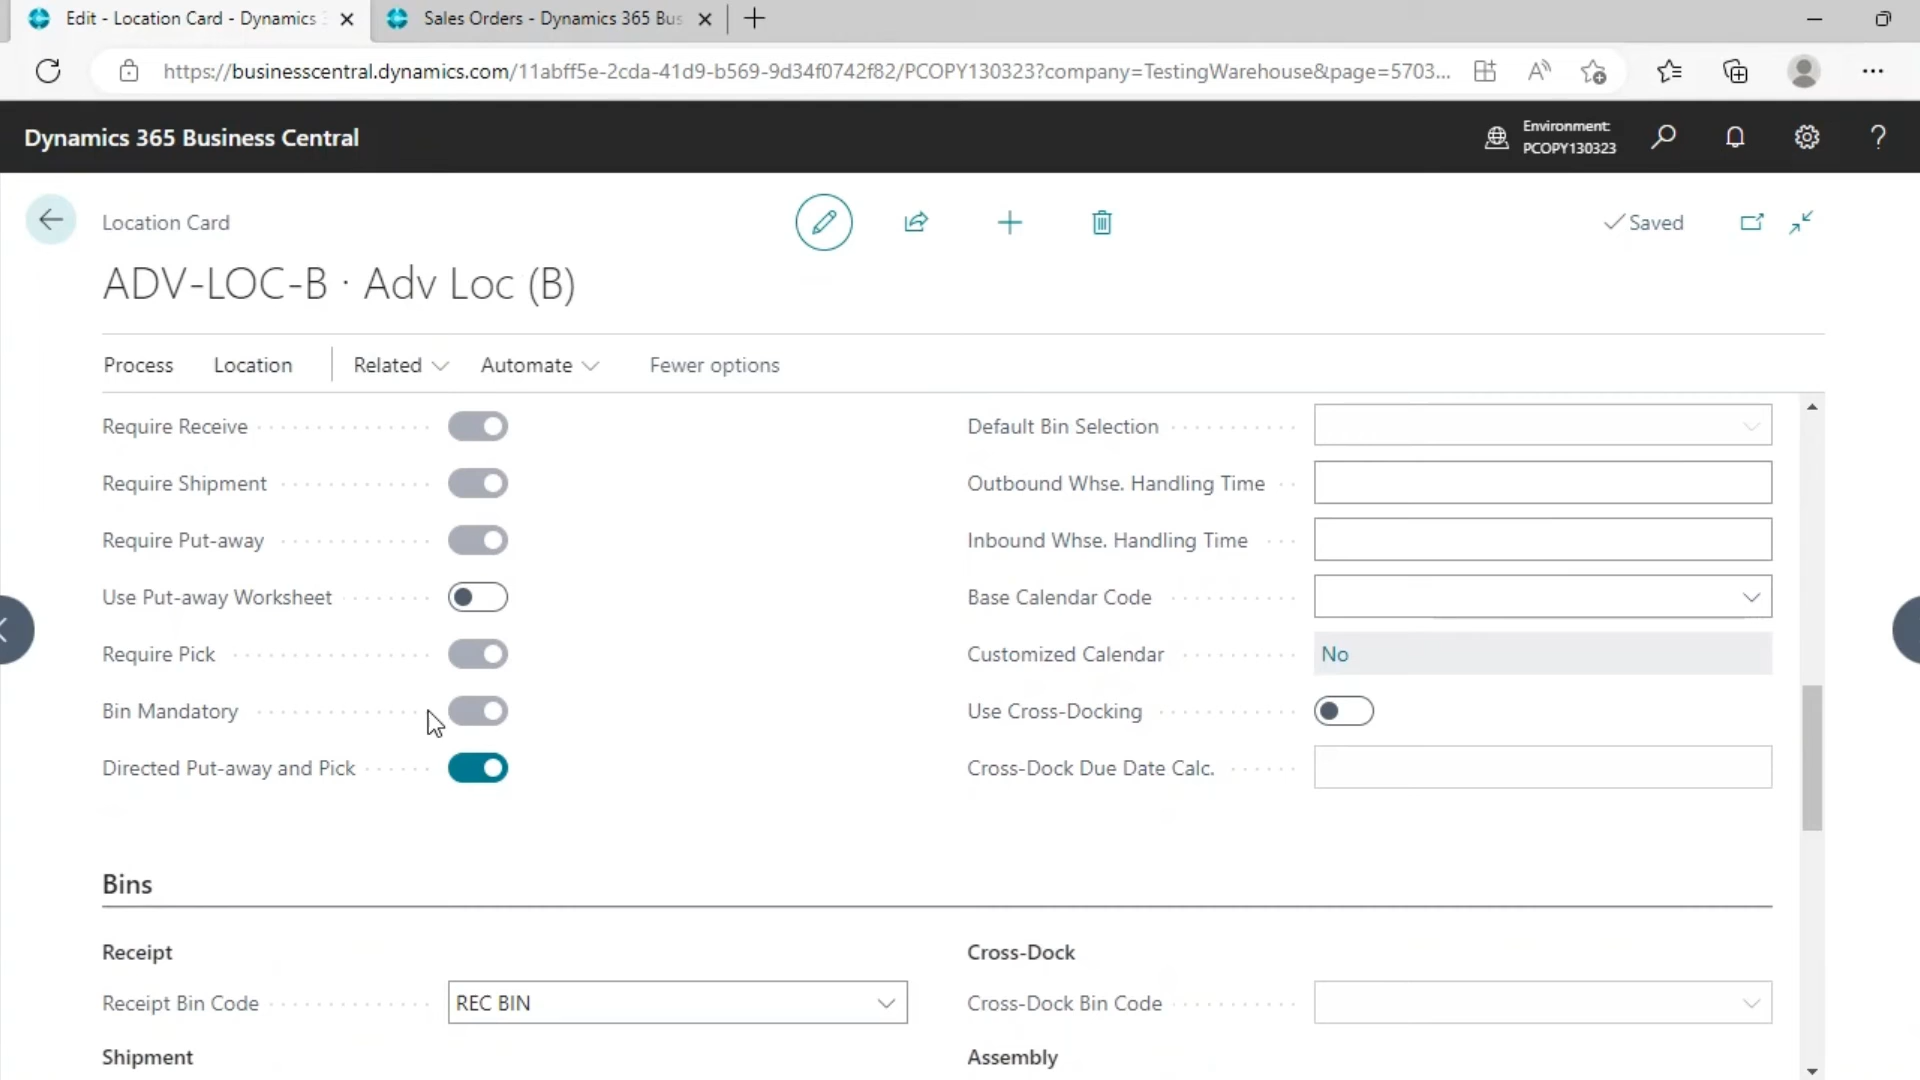 Edit - Location Card - Dynamics 3
Sales Orders - Dynamics 365 Bus
https://businesscentral.dynamics.com/11abff5e-2cda-41d9-b569-9d34f0742f82/PCOPY130323?company=TestingWarehouse&page=5703...
Dynamics 365 Business Central
Environment:
PCOPY130323
Location Card
Saved
ADV-LOC-B · Adv Loc (B)
Process
Location
Related
Automate
Fewer options
Require Receive
Default Bin Selection
Require Shipment
Outbound Whse. Handling Time
Require Put-away
Inbound Whse. Handling Time
Use Put-away Worksheet
Base Calendar Code
Require Pick
Customized Calendar
No
Bin Mandatory
Use Cross-Docking
Directed Put-away and Pick
Cross-Dock Due Date Calc.
Bins
Receipt
Cross-Dock
Receipt Bin Code
REC BIN
Cross-Dock Bin Code
Shipment
Assembly